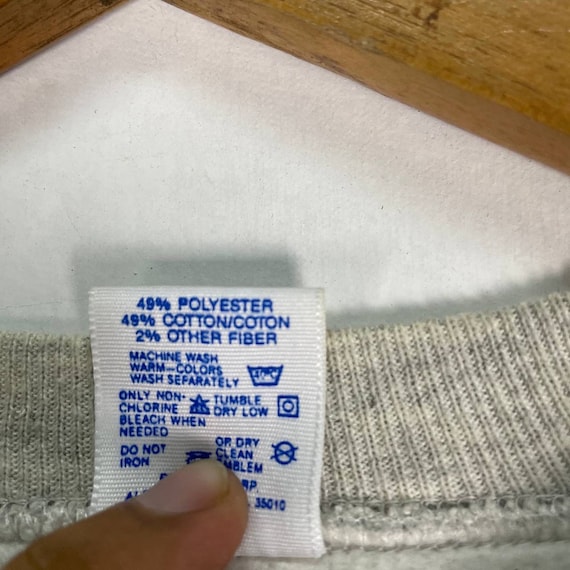 49% POLYESTER
49% COTTON/COTON
2% OTHER FIBER
MACHINE WASH
WARM-COLORS
WASH SEPARATELY
ONLY NON-
CHLORINE
BLEACH WHEN
NEEDED
TUMBLE
DRY LOW
DO NOT
IRON
OR DRY
CLEAN
EMBLEM
35010